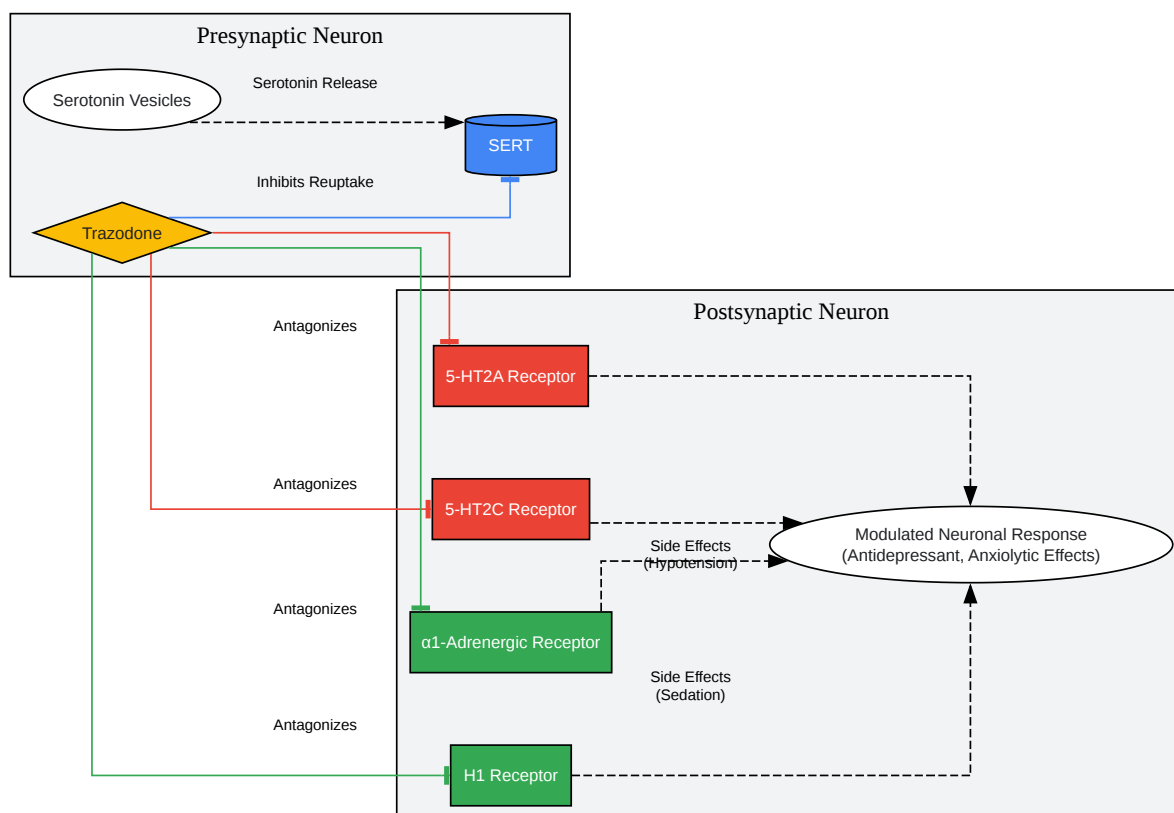 Presynaptic Neuron
Serotonin Release
Serotonin Vesicles
SERT
Inhibits Reuptake
Trazodone
Postsynaptic Neuron
Antagonizes
5-HT2A Receptor
Antagonizes
5-HT2C Receptor
Modulated Neuronal Response
(Antidepressant, Anxiolytic Effects)
Side Effects
(Hypotension)
Antagonizes
α1-Adrenergic Receptor
Side Effects
(Sedation)
Antagonizes
H1 Receptor